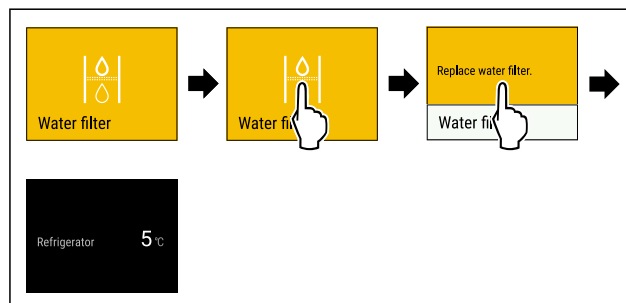 Water filter
Water fi
Replace water filter.
Water fi
Refrigerator 5 °C